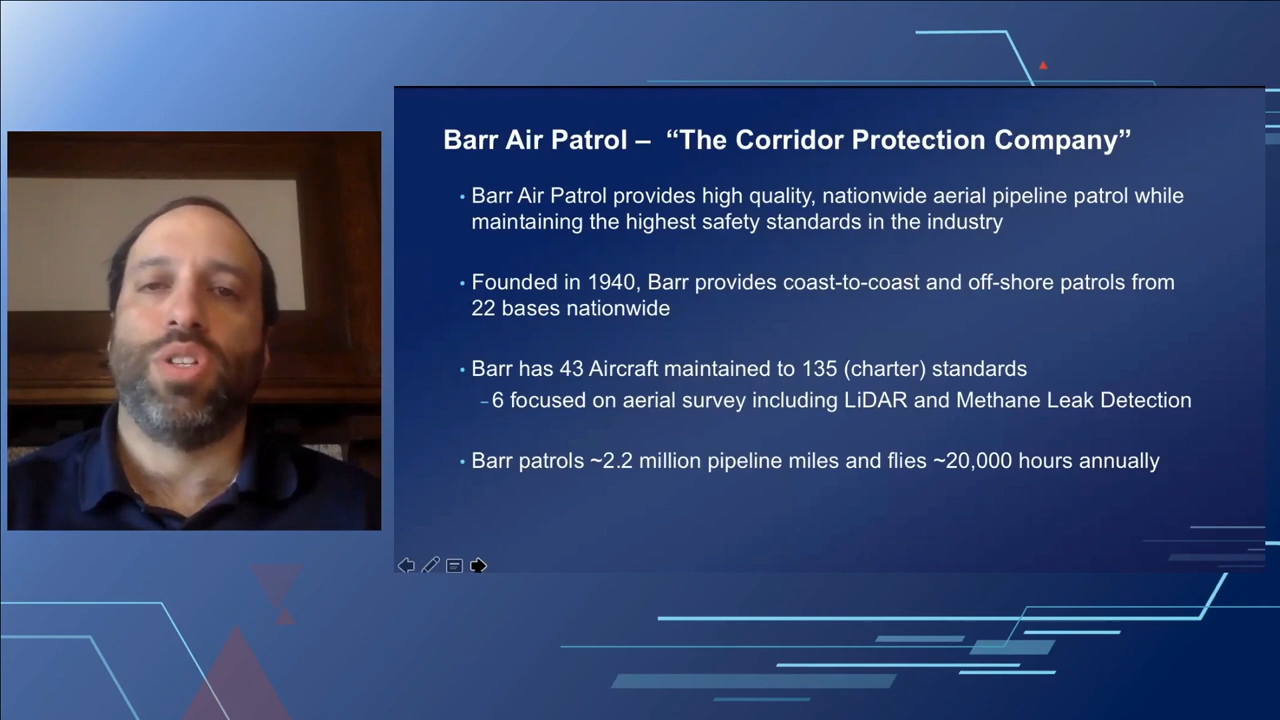 Barr Air Patrol – “The Corridor Protection Company”
• Barr Air Patrol provides high quality, nationwide aerial pipeline patrol while
maintaining the highest safety standards in the industry
• Founded in 1940, Barr provides coast-to-coast and off-shore patrols from
22 bases nationwide
• Barr has 43 Aircraft maintained to 135 (charter) standards
–6 focused on aerial survey including LiDAR and Methane Leak Detection
• Barr patrols ~2.2 million pipeline miles and flies ~20,000 hours annually